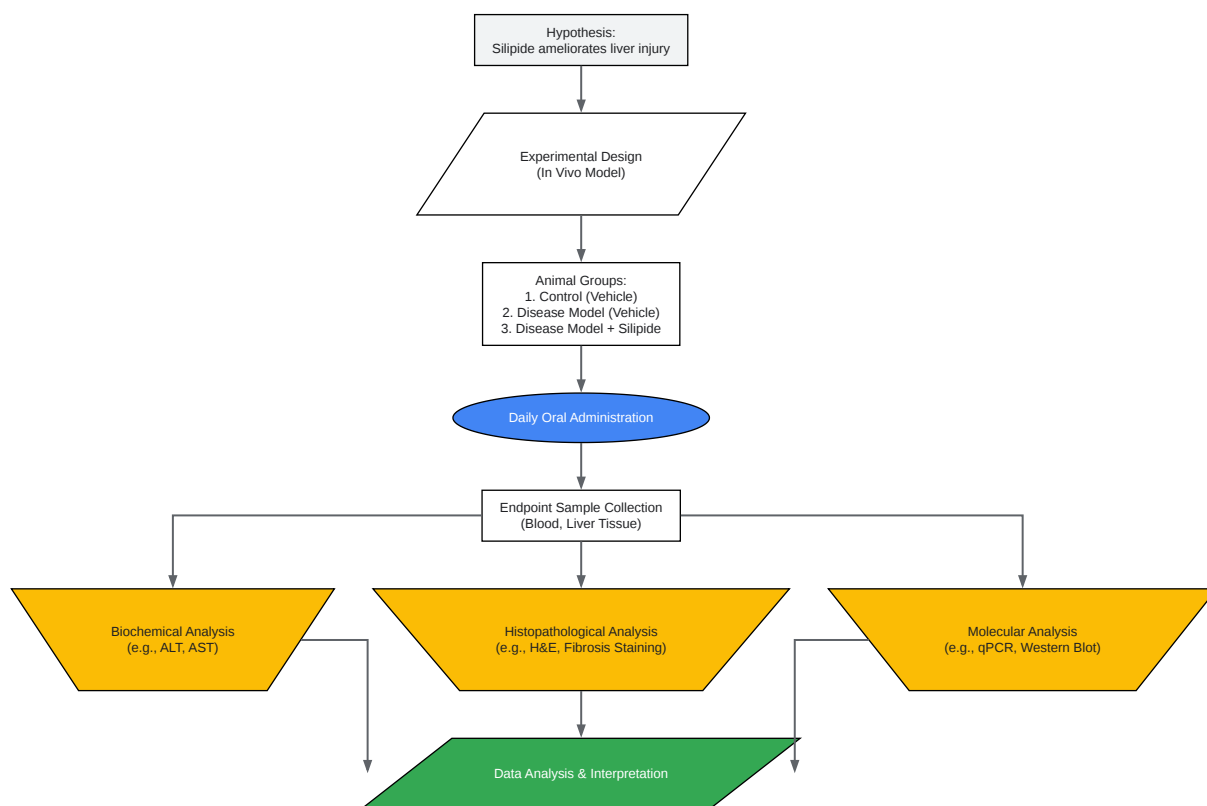 Hypothesis:
Silipide ameliorates liver injury
Experimental Design
(In Vivo Model)
Animal Groups:
1. Control (Vehicle)
2. Disease Model (Vehicle)
3. Disease Model + Silipide
Daily Oral Administration
Endpoint Sample Collection
(Blood, Liver Tissue)
Biochemical Analysis
(e.g., ALT, AST)
Histopathological Analysis
(e.g., H&E, Fibrosis Staining)
Molecular Analysis
(e.g., qPCR, Western Blot)
Data Analysis & Interpretation